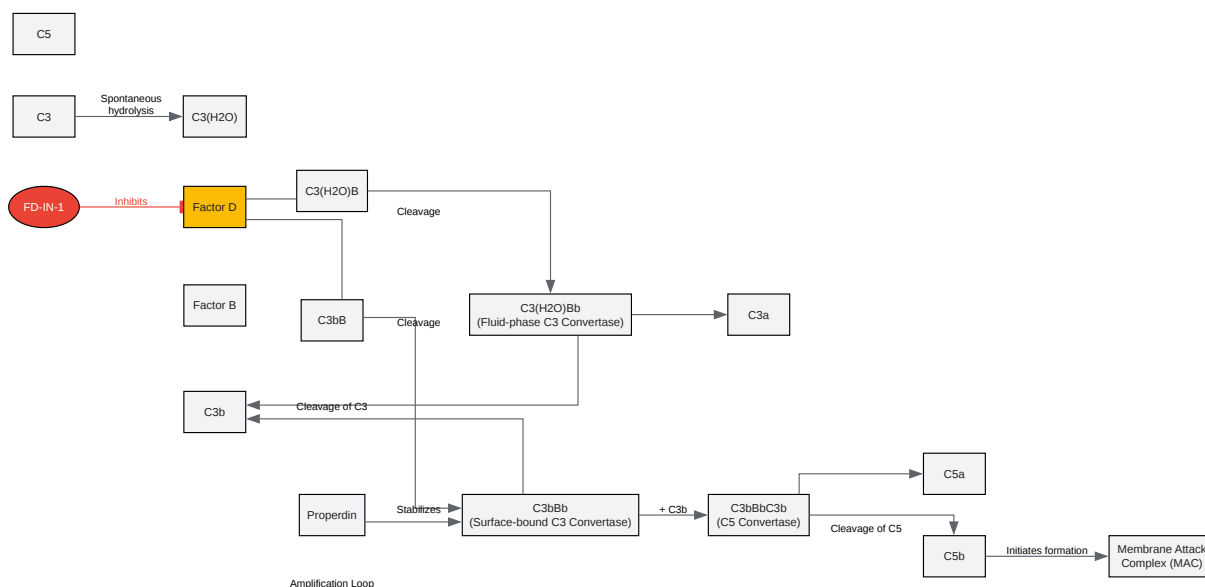 C5
Spontaneous
hydrolysis
C3
C3(H2O)
C3(H2O)B
FD-IN-1
Inhibits
Factor D
Cleavage
Factor B
C3bB
Cleavage
C3(H2O)Bb
(Fluid-phase C3 Convertase)
C3a
C3b
Cleavage of C3
C5a
Properdin
Stabilizes
C3bBb
(Surface-bound C3 Convertase)
+ C3b
C3bBbC3b
(C5 Convertase)
Cleavage of C5
C5b
Initiates formation
Membrane Attack
Complex (MAC)
Amplification Loop